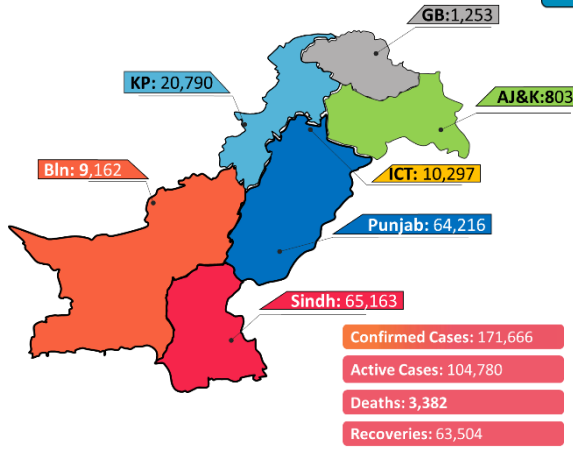 GB:1,253
KP: 20,790
AJ&K:803
Bln: 9,162
ICT: 10,297
Punjab: 64,216
Sindh: 65,163
Confirmed Cases: 171,666
Active Cases: 104,780
Deaths: 3,382
Recoveries: 63,504